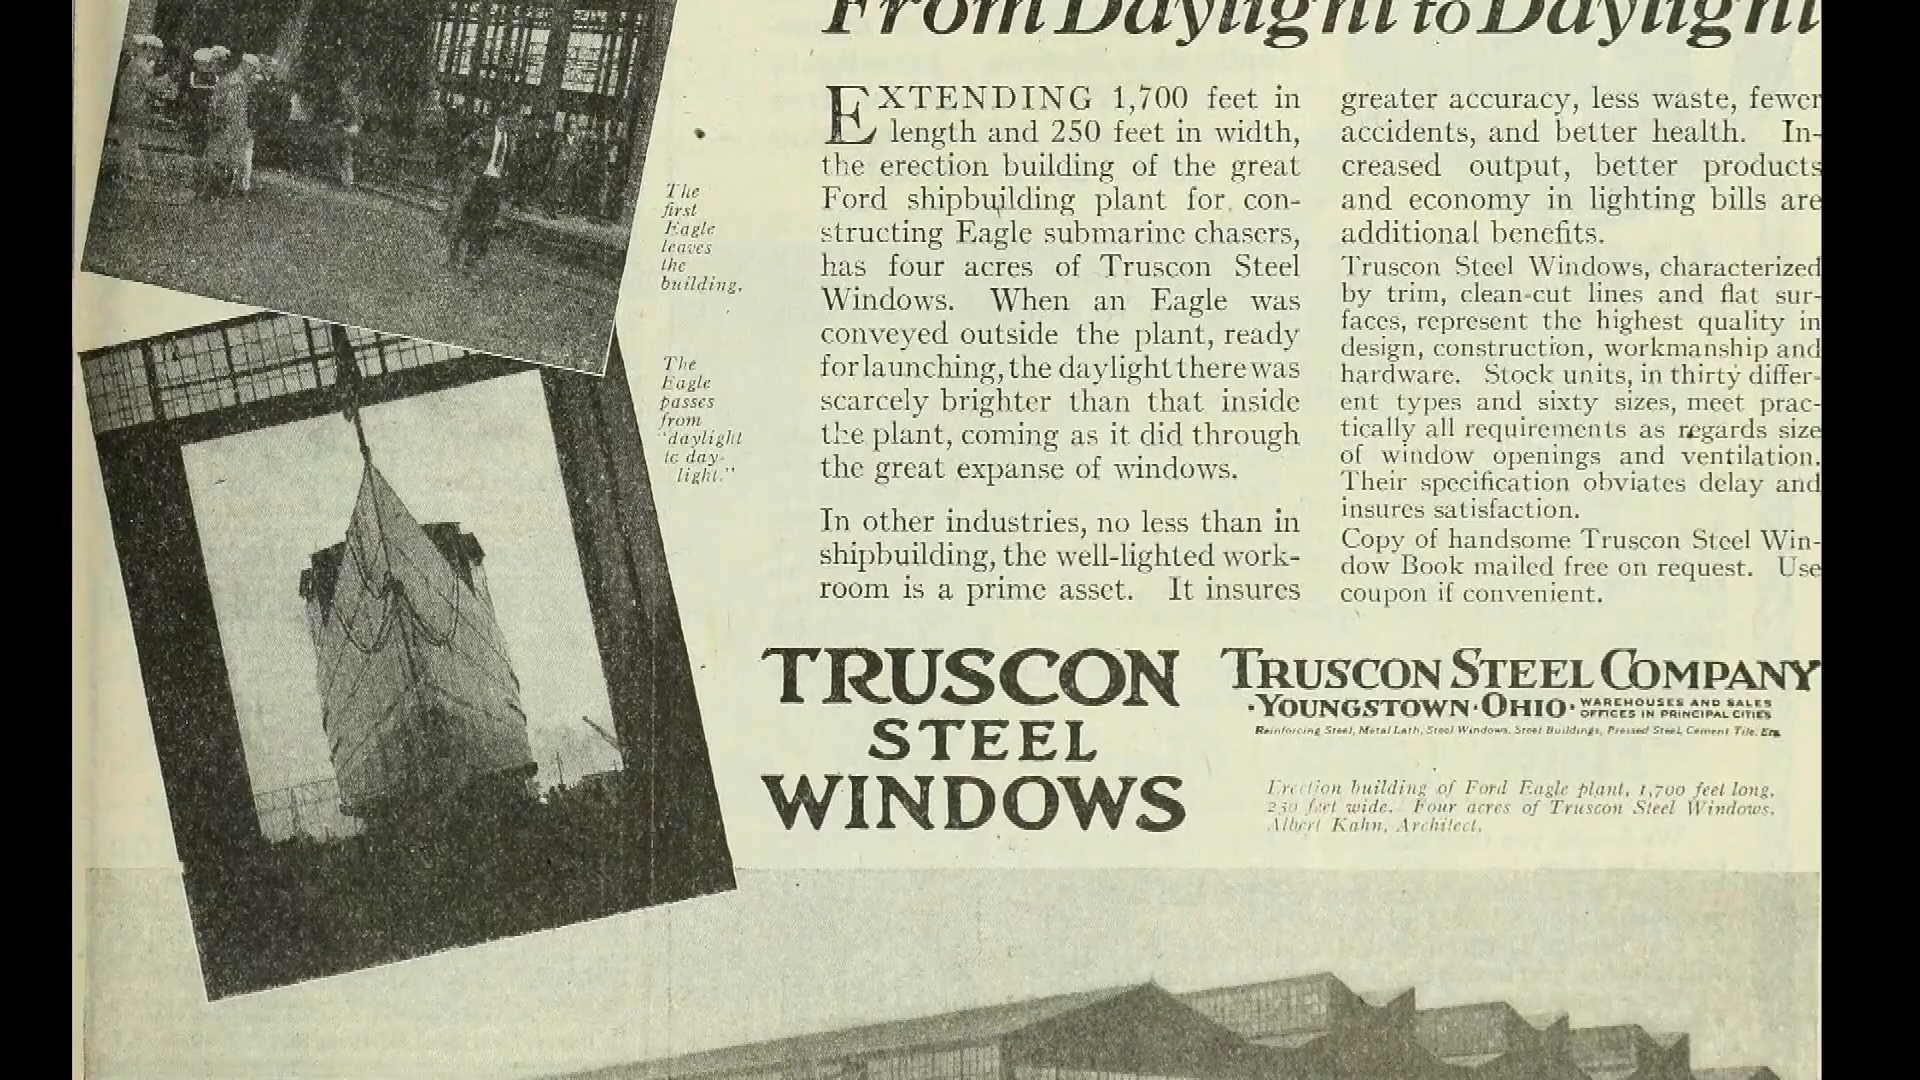 From Daylight to Daylight
EXTENDING 1,700 feet in
length and 250 feet in width,
the erection building of the great
Ford shipbuilding plant for con-
structing Eagle submarine chasers,
has four acres of Truscon Steel
Windows. When an Eagle was
conveyed outside the plant, ready
for launching, the daylight there was
scarcely brighter than that inside
the plant, coming as it did through
the great expanse of windows.
In other industries, no less than in
shipbuilding, the well-lighted work-
room is a prime asset. It insures
greater accuracy, less waste, fewer
accidents, and better health. In-
creased output, better products
and economy in lighting bills are
additional benefits.
Truscon Steel Windows, characterized
by trim, clean-cut lines and flat sur-
faces, represent the highest quality in
design, construction, workmanship and
hardware. Stock units, in thirty differ-
ent types and sixty sizes, meet prac-
tically all requirements as regards size
of window openings and ventilation.
Their specification obviates delay and
insures satisfaction.
Copy of handsome Truscon Steel Win-
dow Book mailed free on request. Use
coupon if convenient.
The
first
Eagle
leaves
the
building.
The
Eagle
passes
from
"daylight
to day-
light."
TRUSCON
STEEL
WINDOWS
TRUSCON STEEL COMPANY
·YOUNGSTOWN·OHIO· WAREHOUSES AND SALES
OFFICES IN PRINCIPAL CITIES
Reinforcing Steel, Metal Lath, Steel Windows, Steel Buildings, Pressed Steel, Cement Tile, Etc.
Erection building of Ford Eagle plant, 1,700 feet long,
250 feet wide. Four acres of Truscon Steel Windows.
Albert Kahn, Architect.